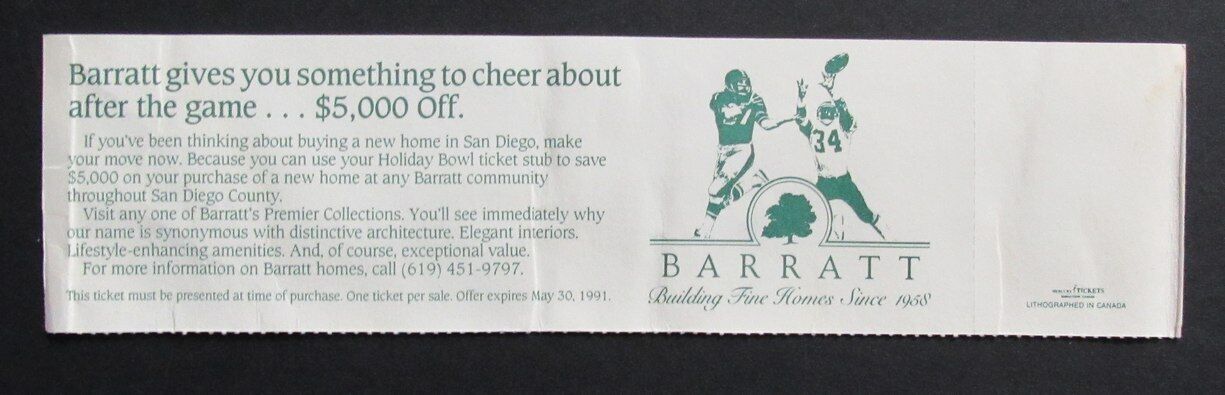 Barratt gives you something to cheer about
after the game . . . $5,000 Off.
If you've been thinking about buying a new home in San Diego, make
your move now. Because you can use your Holiday Bowl ticket stub to save
$5,000 on your purchase of a new home at any Barratt community
throughout San Diego County.
Visit any one of Barratt's Premier Collections. You'll see immediately why
our name is synonymous with distinctive architecture. Elegant interiors.
Lifestyle-enhancing amenities. And, of course, exceptional value.
For more information on Barratt homes, call (619) 451-9797.
This ticket must be presented at time of purchase. One ticket per sale. Offer expires May 30, 1991.
34
BARRATT
Building Fine Homes Since 1958
TICKETS
LITHOGRAPHED IN CANADA